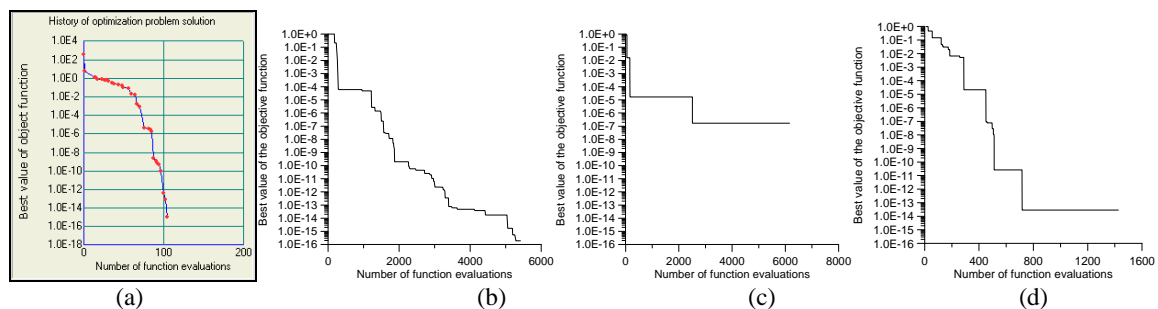 History of optimization problem solution
Best value of object function
1.0E4
1.0E2
1.0E0
1.0E-2
1.0E-4
1.0E-6
1.0E-8
1.0E-10
1.0E-12
1.0E-14
1.0E-16
1.0E-18
0
100
200
Number of function evaluations
(a)
Best value of the objective function
1.0E+0
1.0E-1
1.0E-2
1.0E-3
1.0E-4
1.0E-5
1.0E-6
1.0E-7
1.0E-8
1.0E-9
1.0E-10
1.0E-11
1.0E-12
1.0E-13
1.0E-14
1.0E-15
1.0E-16
0
2000
4000
6000
Number of function evaluations
(b)
Best value of the objective function
1.0E+0
1.0E-1
1.0E-2
1.0E-3
1.0E-4
1.0E-5
1.0E-6
1.0E-7
1.0E-8
1.0E-9
1.0E-10
1.0E-11
1.0E-12
1.0E-13
1.0E-14
1.0E-15
1.0E-16
0
2000
4000
6000
8000
Number of function evaluations
(c)
Best value of the objective function
1.0E+0
1.0E-1
1.0E-2
1.0E-3
1.0E-4
1.0E-5
1.0E-6
1.0E-7
1.0E-8
1.0E-9
1.0E-10
1.0E-11
1.0E-12
1.0E-13
1.0E-14
1.0E-15
1.0E-16
0
400
800
1200
1600
Number of function evaluations
(d)